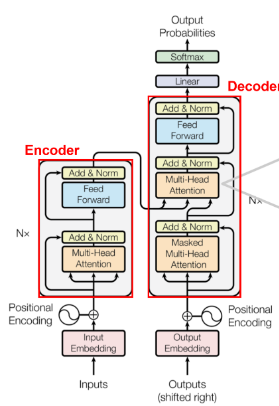 Output
Probabilities
Softmax
Linear
Decoder
Add & Norm
Feed
Forward
Add & Norm
Multi-Head
Attention
Nx
Add & Norm
Masked
Multi-Head
Attention
Encoder
Add & Norm
Feed
Forward
Nx
Add & Norm
Multi-Head
Attention
Positional
Encoding
Positional
Encoding
Input
Embedding
Output
Embedding
Inputs
Outputs
(shifted right)